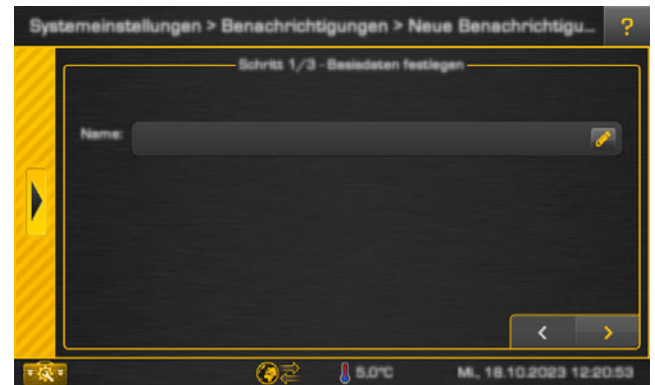 Systemeinstellungen > Benachrichtigungen > Neue Benachrichtigu... ?
Schritt 1/3 - Basisdaten festlegen
Name:
5,0°C
Mi., 18.10.2023 12:20:53